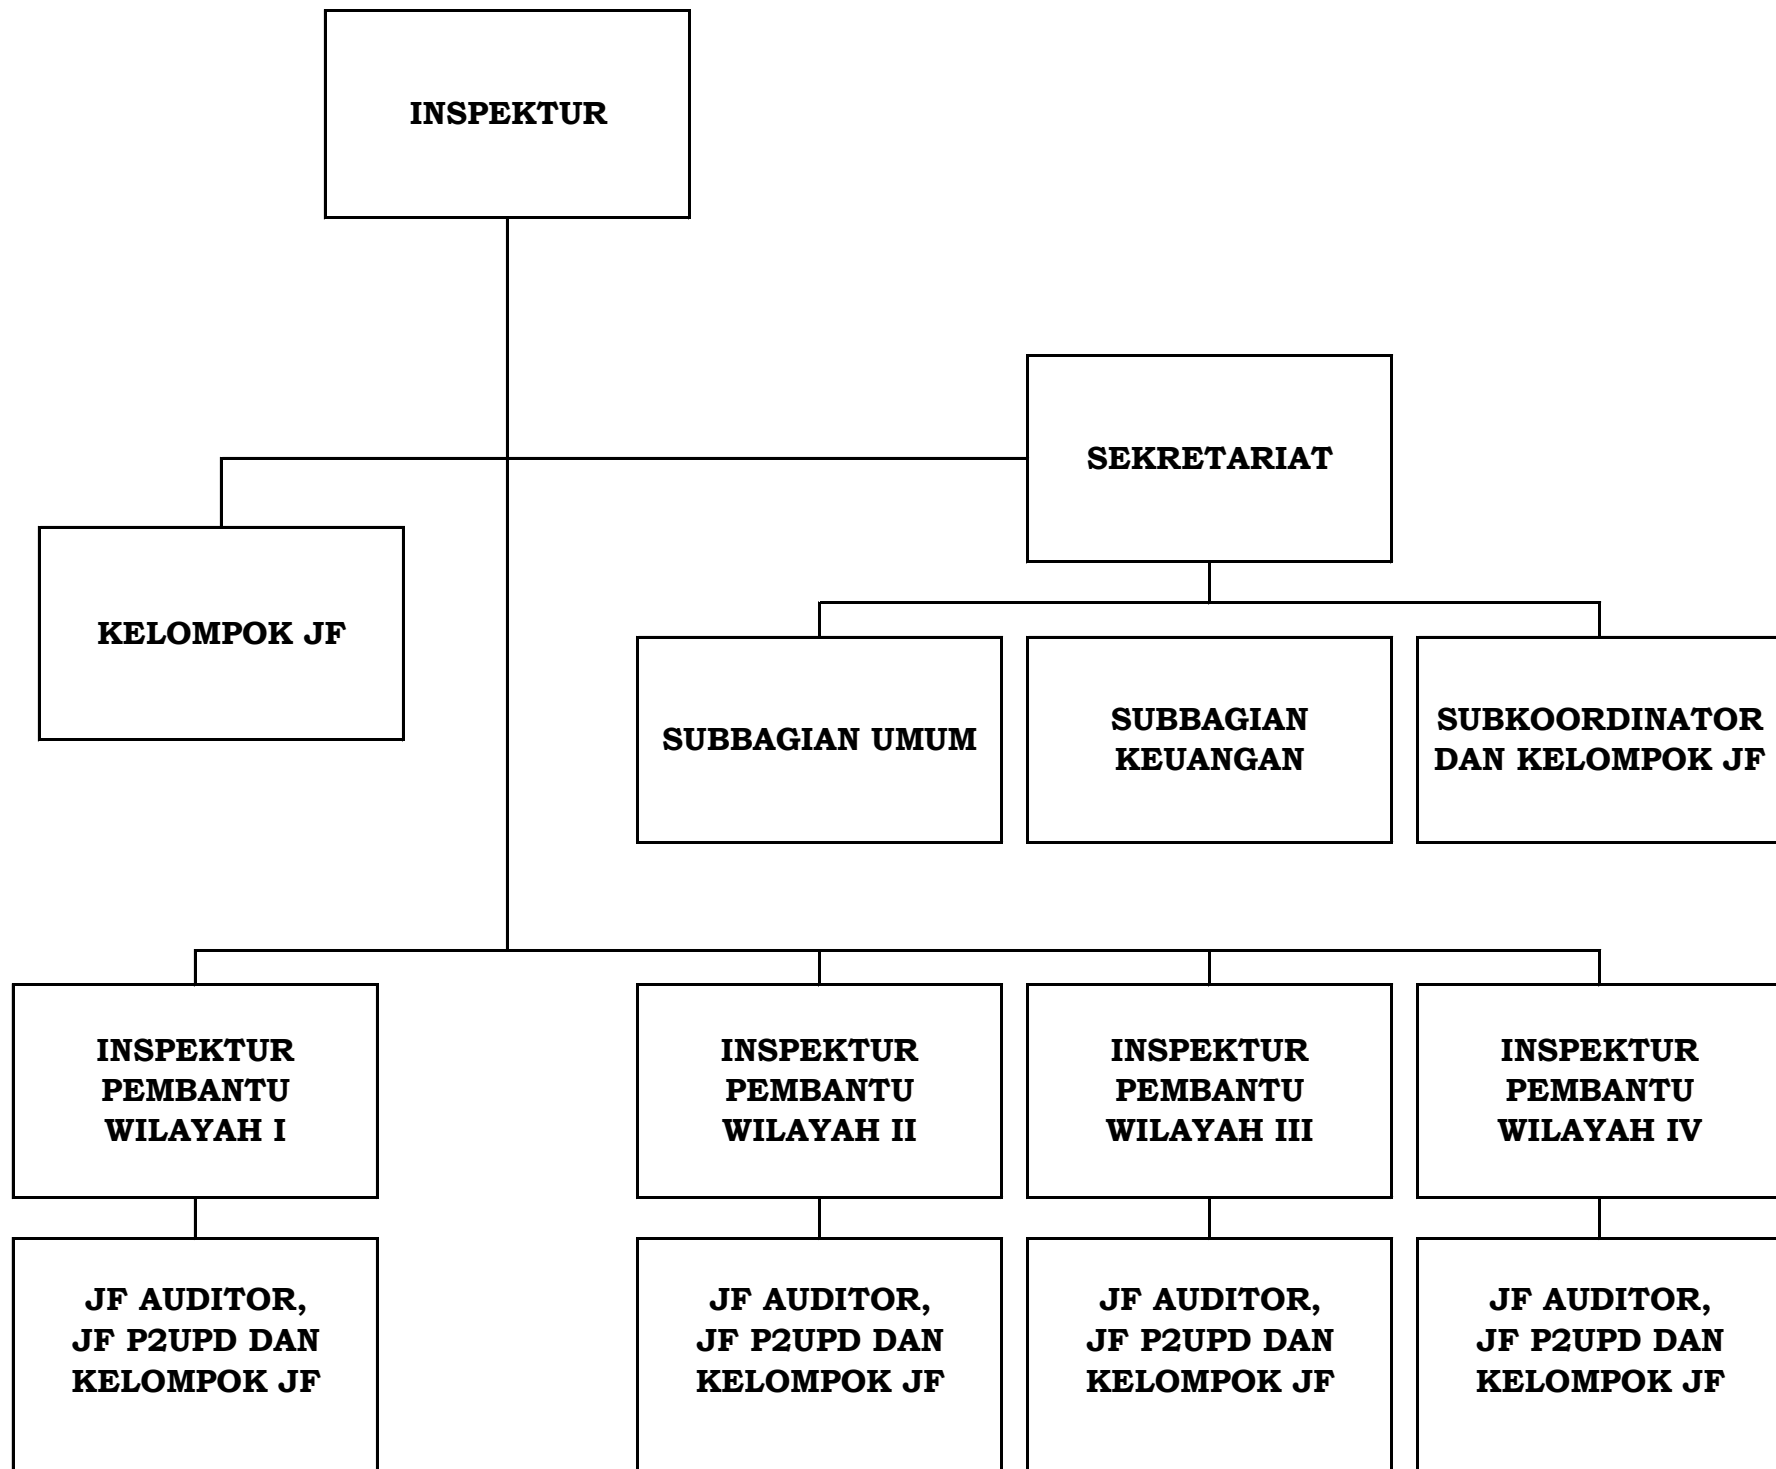 INSPEKTUR
SEKRETARIAT
KELOMPOK JF
SUBBAGIAN UMUM
SUBBAGIAN
KEUANGAN
SUBKOORDINATOR
DAN KELOMPOK JF
INSPEKTUR
PEMBANTU
WILAYAH I
INSPEKTUR
PEMBANTU
WILAYAH II
INSPEKTUR
PEMBANTU
WILAYAH III
INSPEKTUR
PEMBANTU
WILAYAH IV
JF AUDITOR,
JF P2UPD DAN
KELOMPOK JF
JF AUDITOR,
JF P2UPD DAN
KELOMPOK JF
JF AUDITOR,
JF P2UPD DAN
KELOMPOK JF
JF AUDITOR,
JF P2UPD DAN
KELOMPOK JF